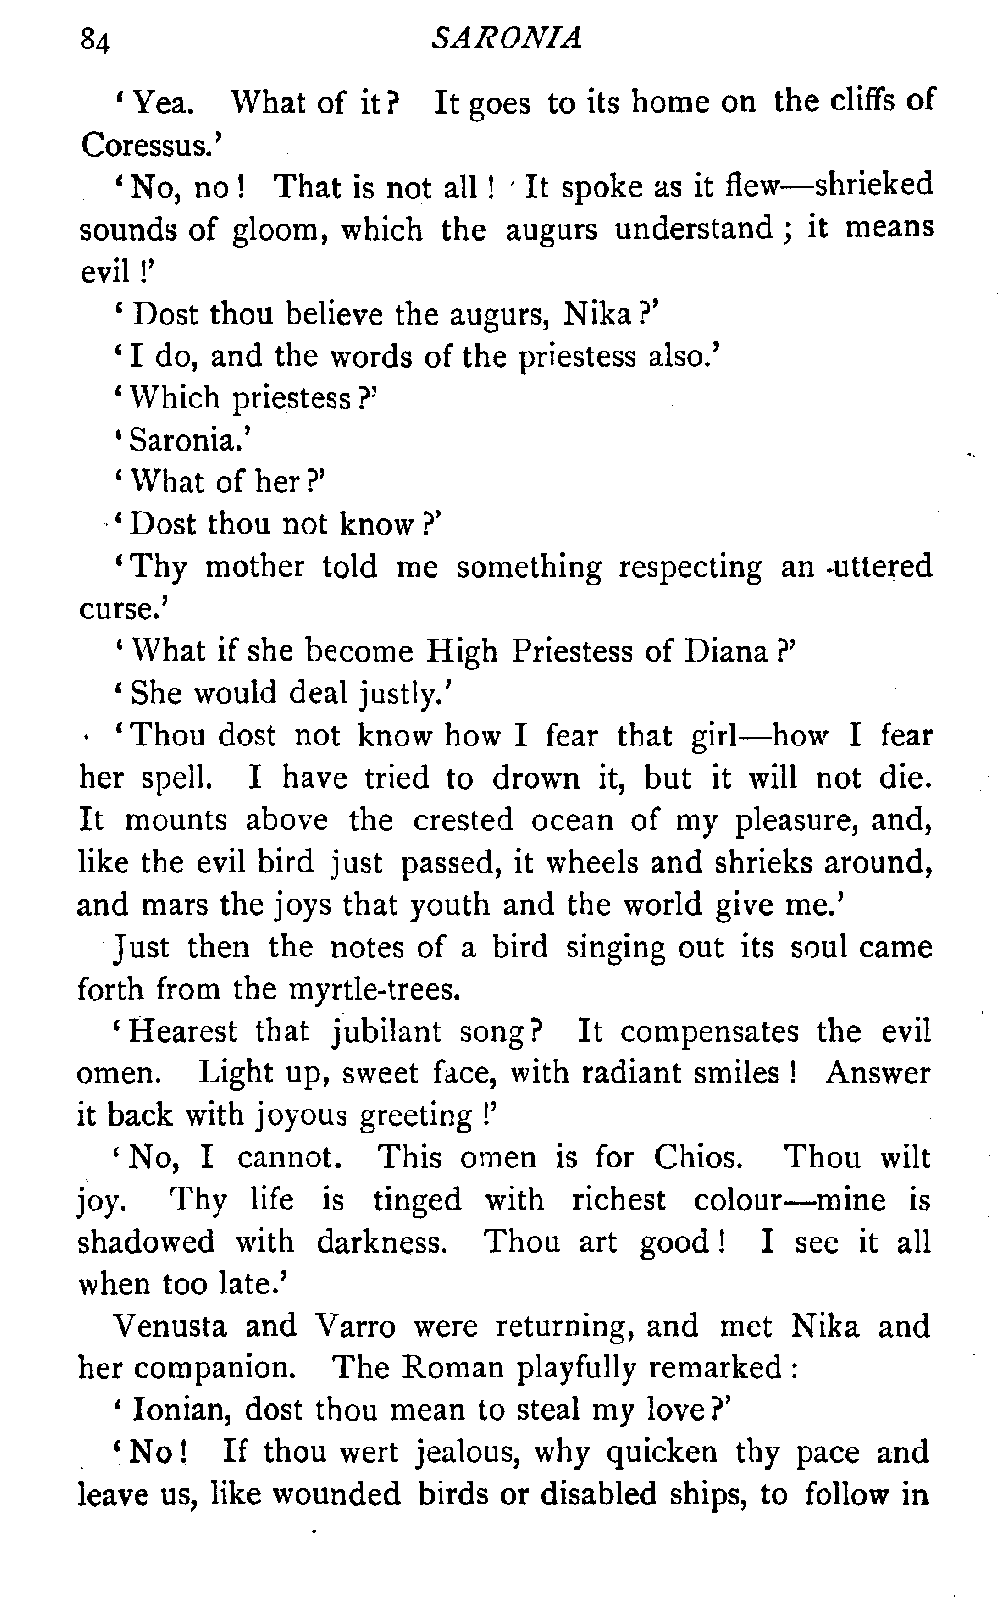 84 SARONIA
‘Yea. What of it? It goes to its home on the cliffs of
Coressus.’
‘No, no! That is not all! It spoke as it flew—shrieked
sounds of gloom, which the augurs understand; it means
evil!’
‘Dost thou believe the augurs, Nika?’
‘I do, and the words of the priestess also.’
‘Which priestess?’
‘Saronia.’
‘What of her?’
‘Dost thou not know?’
‘Thy mother told me something respecting an uttered
curse.’
‘What if she become High Priestess of Diana?’
‘She would deal justly.’
‘Thou dost not know how I fear that girl—how I fear
her spell. I have tried to drown it, but it will not die.
It mounts above the crested ocean of my pleasure, and,
like the evil bird just passed, it wheels and shrieks around,
and mars the joys that youth and the world give me.’
Just then the notes of a bird singing out its soul came
forth from the myrtle-trees.
‘Hearest that jubilant song? It compensates the evil
omen. Light up, sweet face, with radiant smiles! Answer
it back with joyous greeting!’
‘No, I cannot. This omen is for Chios. Thou wilt
joy. Thy life is tinged with richest colour—mine is
shadowed with darkness. Thou art good! I see it all
when too late.’
Venusta and Varro were returning, and met Nika and
her companion. The Roman playfully remarked:
‘Ionian, dost thou mean to steal my love?’
‘No! If thou wert jealous, why quicken thy pace and
leave us, like wounded birds or disabled ships, to follow in